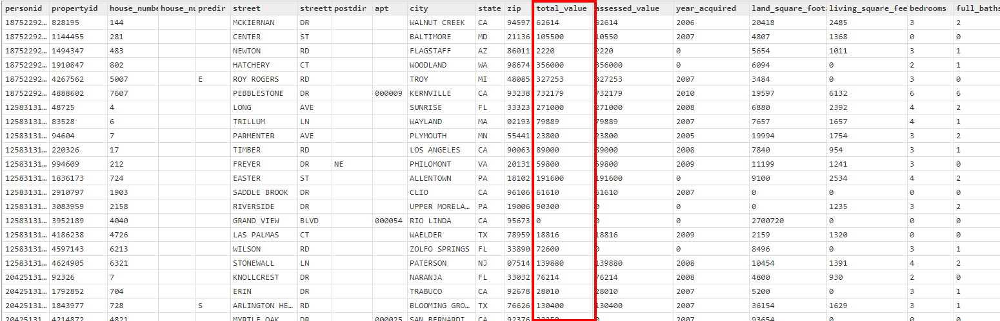 personid propertyid house_numbe house_nu predir street streett postdir apt city state zip total_value assessed_value year_acquired land_square_foota living_square_fee bedrooms full_baths
18752292... 828195 144 MCKIERNAN DR WALNUT CREEK CA 94597 62614 62614 2006 20418 2485 3 2
18752292... 1144455 281 CENTER ST BALTIMORE MD 21136 105500 10550 2007 4807 1368 0 0
18752292... 1494347 483 NEWTON RD FLAGSTAFF AZ 86011 2220 2220 0 5654 1011 3 1
18752292... 1910847 802 HATCHERY CT WOODLAND WA 98674 356000 356000 0 6094 0 2 1
18752292... 4267562 5007 E ROY ROGERS RD TROY MI 48085 327253 327253 2007 3484 0 3 0
18752292... 4888602 7607 PEBBLESTONE DR 000009 KERNVILLE CA 93238 732179 732179 2010 19597 6132 6 6
12583131... 48725 4 LONG AVE SUNRISE FL 33323 271000 271000 2008 6880 2392 4 2
12583131... 83528 6 TRILLUM LN WAYLAND MA 02193 79889 79889 2007 7657 1657 4 1
12583131... 94604 7 PARMENTER AVE PLYMOUTH MN 55441 23800 23800 2005 19994 1754 3 2
12583131... 220326 17 TIMBER RD LOS ANGELES CA 90063 89000 89000 2008 7840 954 3 1
12583131... 994609 212 FREYER DR NE PHILOMONT VA 20131 59800 59800 2009 11199 1241 3 0
12583131... 1836173 724 EASTER ST ALLENTOWN PA 18102 191600 191600 0 9100 2534 4 2
12583131... 2910797 1903 SADDLE BROOK DR CLIO CA 96106 61610 61610 2007 0 0 0 0
12583131... 3083959 2158 RIVERSIDE DR UPPER MORELA... PA 19006 90300 0 0 0 1235 3 2
12583131... 3952189 4040 GRAND VIEW BLVD 000054 RIO LINDA CA 95673 0 0 0 2700720 0 0 0
12583131... 4186238 4726 LAS PALMAS CT WAELDER TX 78959 18816 18816 2009 2159 1320 0 0
12583131... 4597143 6213 WILSON RD ZOLFO SPRINGS FL 33890 72600 0 0 8496 0 3 1
12583131... 4624905 6321 STONEWALL LN PATERSON NJ 07514 139880 139880 2008 10454 1391 4 2
20425131... 92326 7 KNOLLCREST DR NARANJA FL 33032 76214 76214 2008 4800 930 2 0
20425131... 1792852 704 ERIN DR TRABUCO CA 92678 28010 28010 2007 5200 0 3 1
20425131... 1843977 728 S ARLINGTON HE... RD BLOOMING GRO... TX 76626 130400 130400 2007 36154 1629 3 1
20425131... 4214872 4821 MYRTLE OAK DR 000025 SAN BERNARDI... CA 92376 0 2007 93654 0 0 0